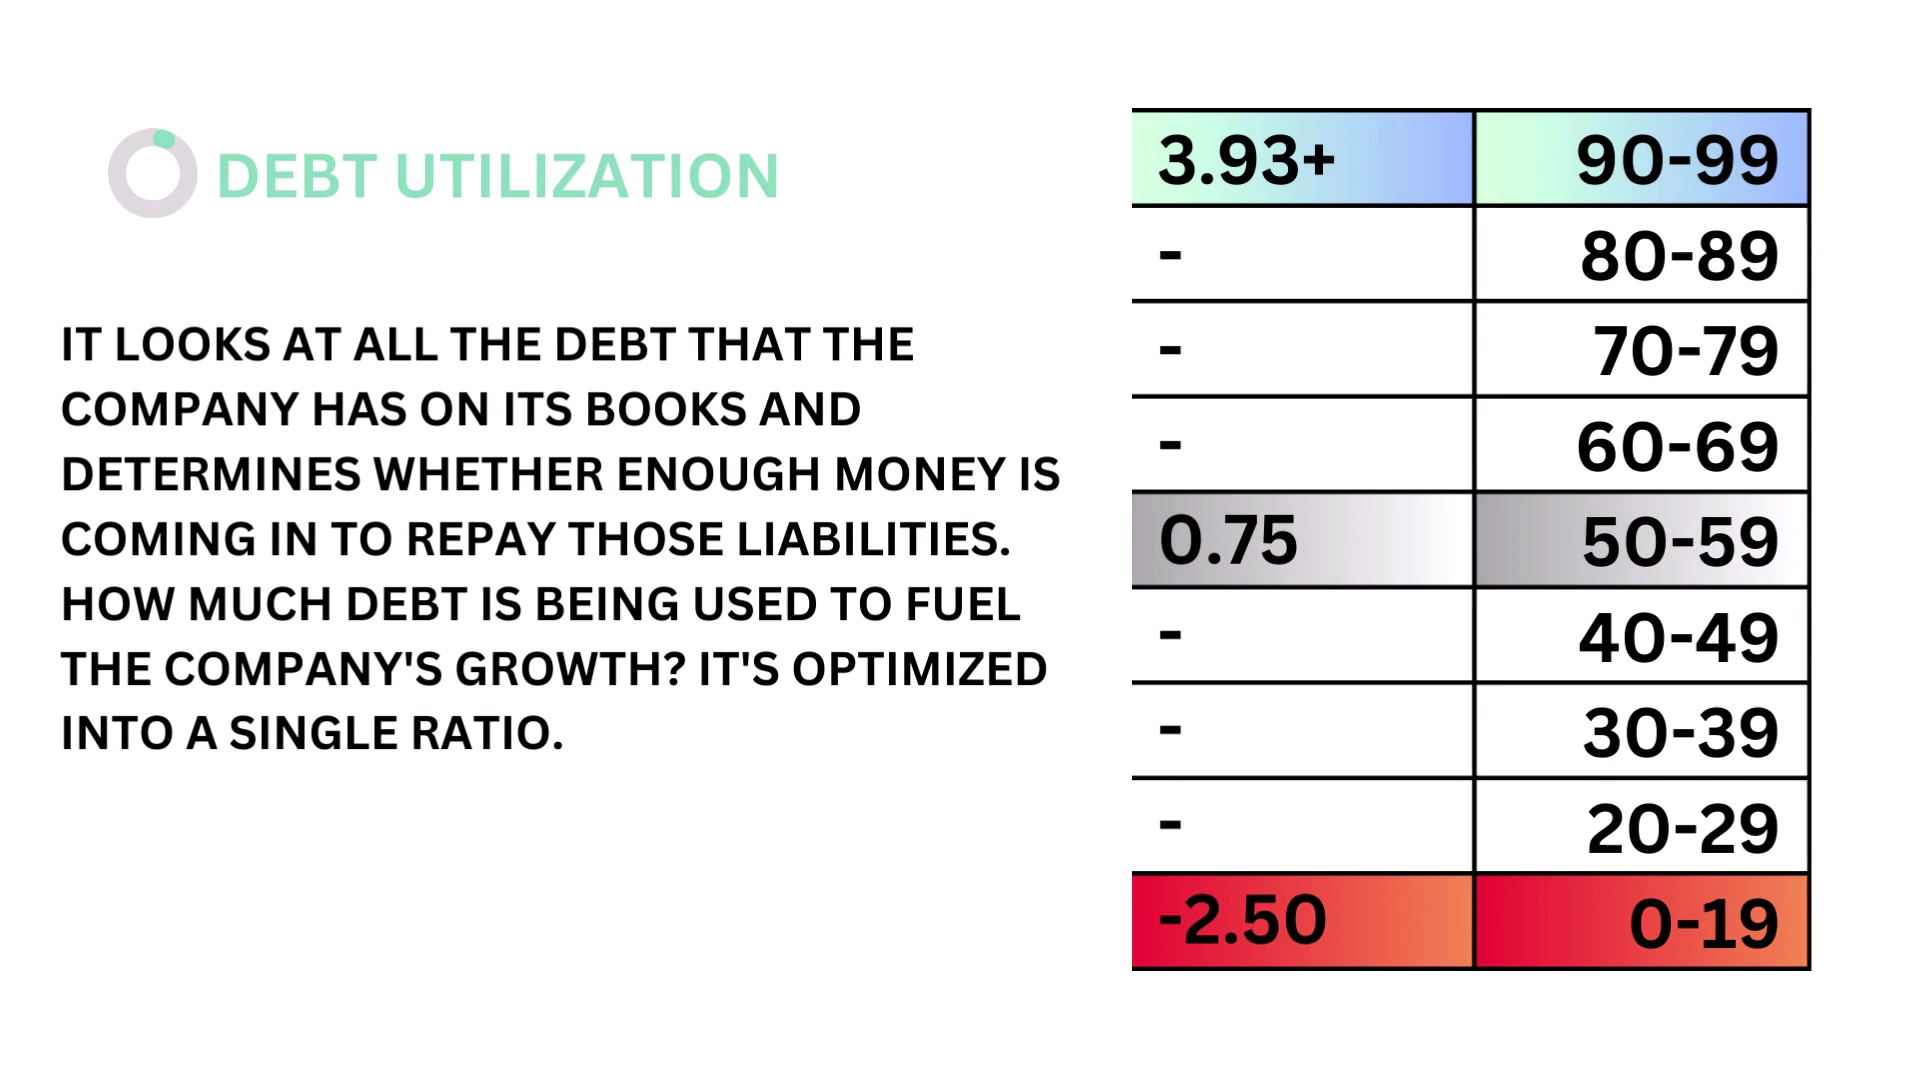 DEBT UTILIZATION
IT LOOKS AT ALL THE DEBT THAT THE
COMPANY HAS ON ITS BOOKS AND
DETERMINES WHETHER ENOUGH MONEY IS
COMING IN TO REPAY THOSE LIABILITIES.
HOW MUCH DEBT IS BEING USED TO FUEL
THE COMPANY'S GROWTH? IT'S OPTIMIZED
INTO A SINGLE RATIO.
3.93+ 90-99
- 80-89
- 70-79
- 60-69
0.75 50-59
- 40-49
- 30-39
- 20-29
-2.50 0-19